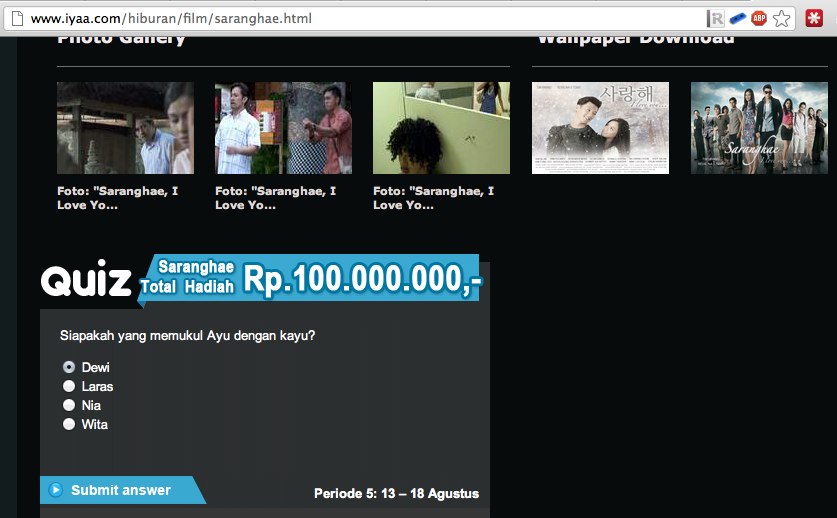 www.iyaa.com/hiburan/film/saranghae.html
Photo Gallery
Wallpaper Download
Foto: "Saranghae, I
Love Yo...
Foto: "Saranghae, I
Love Yo...
Foto: "Saranghae, I
Love Yo...
사랑해
Saranghae
Quiz
Saranghae
Total Hadiah
Rp.100.000.000,-
Siapakah yang memukul Ayu dengan kayu?
Dewi
Laras
Nia
Wita
Submit answer
Periode 5: 13 – 18 Agustus
R
ABP